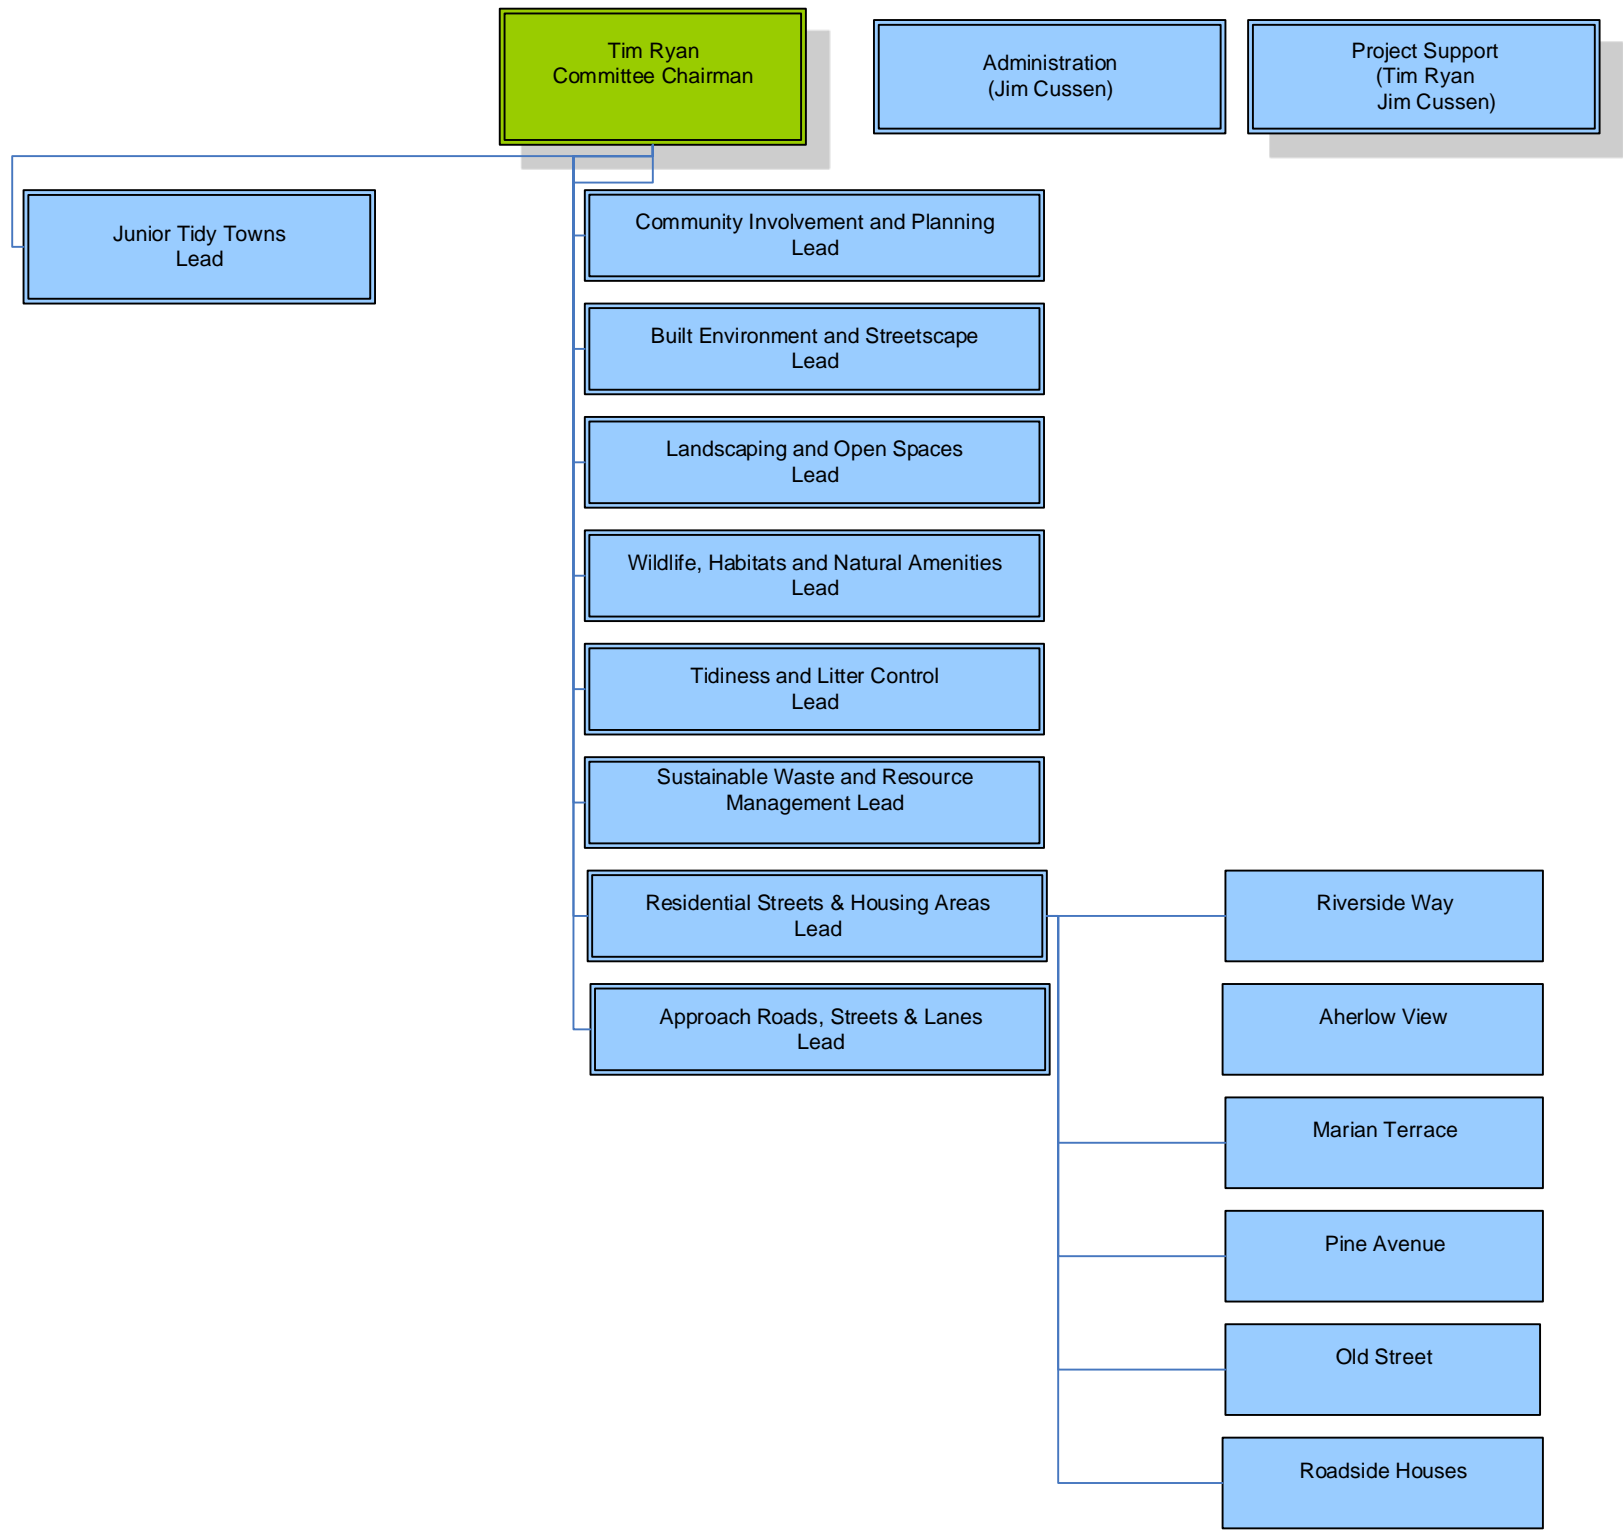 Tim Ryan
Committee Chairman
Administration
(Jim Cussen)
Project Support
(Tim Ryan
Jim Cussen)
Junior Tidy Towns
Lead
Community Involvement and Planning
Lead
Built Environment and Streetscape
Lead
Landscaping and Open Spaces
Lead
Wildlife, Habitats and Natural Amenities
Lead
Tidiness and Litter Control
Lead
Sustainable Waste and Resource
Management Lead
Residential Streets & Housing Areas
Lead
Approach Roads, Streets & Lanes
Lead
Riverside Way
Aherlow View
Marian Terrace
Pine Avenue
Old Street
Roadside Houses